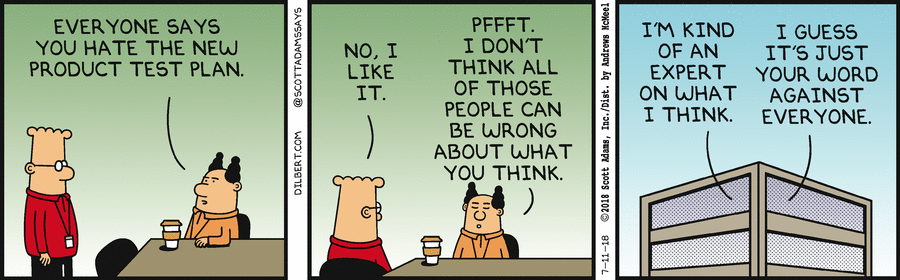 EVERYONE SAYS
YOU HATE THE NEW
PRODUCT TEST PLAN.
DILBERT.COM @SCOTTADAMSSAYS
NO, I
LIKE
IT.
PFFFT.
I DON'T
THINK ALL
OF THOSE
PEOPLE CAN
BE WRONG
ABOUT WHAT
YOU THINK.
7-11-18 ©2018 Scott Adams, Inc./Dist. by Andrews McMeel
I'M KIND
OF AN
EXPERT
ON WHAT
I THINK.
I GUESS
IT'S JUST
YOUR WORD
AGAINST
EVERYONE.